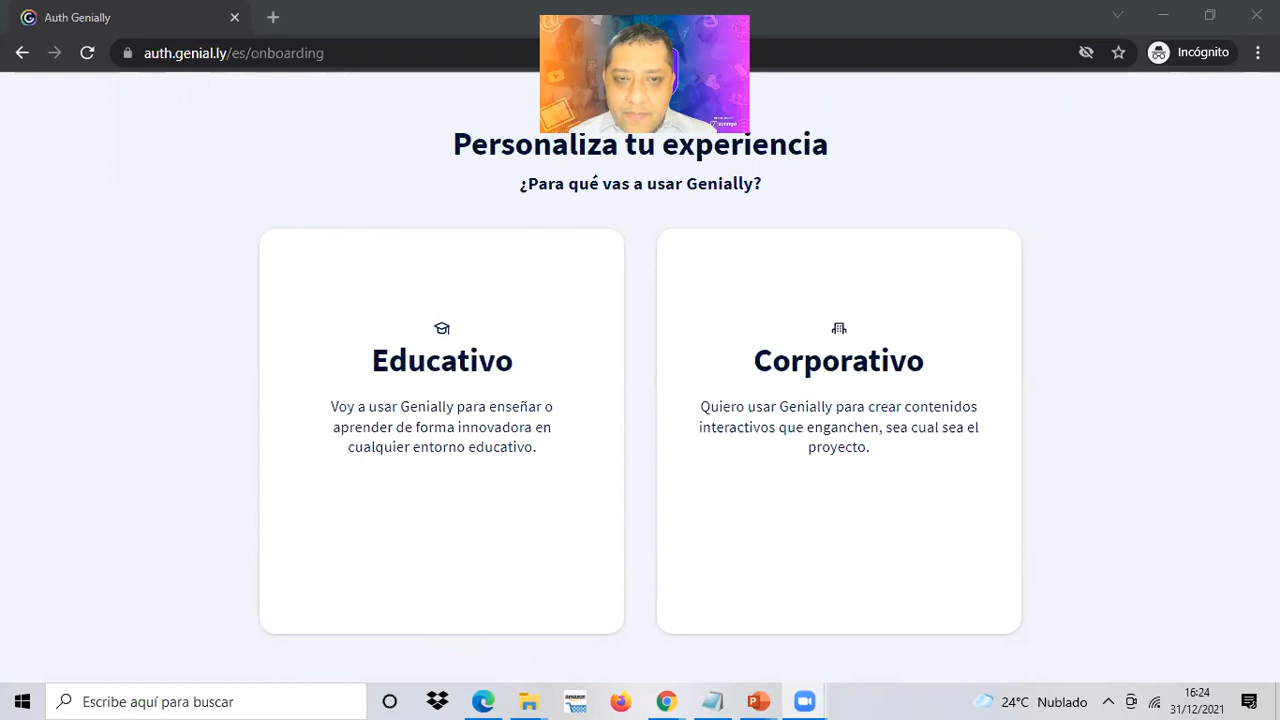 Auth Genially
auth.genial.ly/es/onboarding
Incógnito
Personaliza tu experiencia
¿Para qué vas a usar Genially?
Educativo
Voy a usar Genially para enseñar o
aprender de forma innovadora en
cualquier entorno educativo.
Corporativo
Quiero usar Genially para crear contenidos
interactivos que enganchen, sea cual sea el
proyecto.
Escribe aquí para buscar
24°C Nublado
16:24
31/12/2021